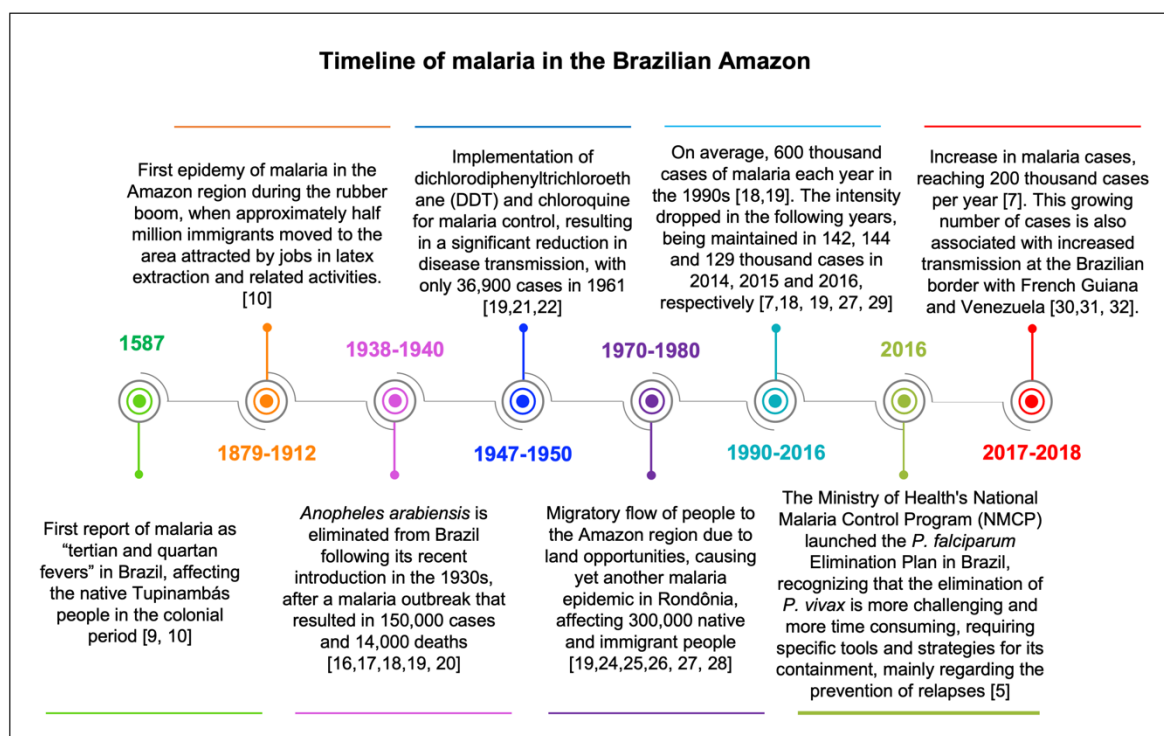 Timeline of malaria in the Brazilian Amazon
First epidemy of malaria in the
Amazon region during the rubber
boom, when approximately half
million immigrants moved to the
area attracted by jobs in latex
extraction and related activities.
[10]
Implementation of
dichlorodiphenyltrichloroeth
ane (DDT) and chloroquine
for malaria control, resulting
in a significant reduction in
disease transmission, with
only 36,900 cases in 1961
[19,21,22]
On average, 600 thousand
cases of malaria each year in
the 1990s [18,19]. The intensity
dropped in the following years,
being maintained in 142, 144
and 129 thousand cases in
2014, 2015 and 2016,
respectively [7,18, 19, 27, 29]
Increase in malaria cases,
reaching 200 thousand cases
per year [7]. This growing
number of cases is also
associated with increased
transmission at the Brazilian
border with French Guiana
and Venezuela [30,31, 32].
1587
1938-1940
1970-1980
2016
1879-1912
1947-1950
1990-2016
2017-2018
First report of malaria as
“tertian and quartan
fevers” in Brazil, affecting
the native Tupinambás
people in the colonial
period [9, 10]
Anopheles arabiensis is
eliminated from Brazil
following its recent
introduction in the 1930s,
after a malaria outbreak that
resulted in 150,000 cases
and 14,000 deaths
[16,17,18,19, 20]
Migratory flow of people to
the Amazon region due to
land opportunities, causing
yet another malaria
epidemic in Rondônia,
affecting 300,000 native
and immigrant people
[19,24,25,26, 27, 28]
The Ministry of Health's National
Malaria Control Program (NMCP)
launched the P. falciparum
Elimination Plan in Brazil,
recognizing that the elimination of
P. vivax is more challenging and
more time consuming, requiring
specific tools and strategies for its
containment, mainly regarding the
prevention of relapses [5]